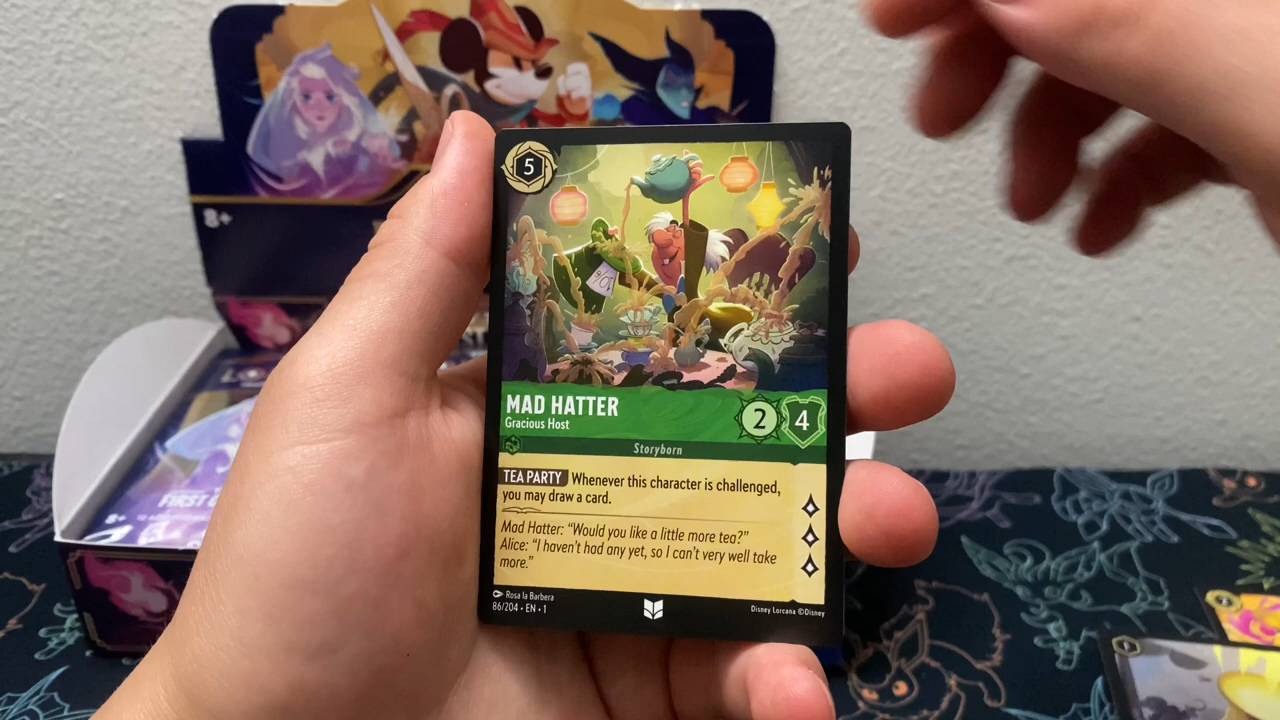 8+
5
10/6
MAD HATTER
Gracious Host
2
4
Storyborn
TEA PARTY Whenever this character is challenged,
you may draw a card.
Mad Hatter: “Would you like a little more tea?”
Alice: “I haven’t had any yet, so I can’t very well take
more.”
Rosa la Barbera
86/204 • EN • 1
Disney Lorcana ©Disney
FIRST
8+